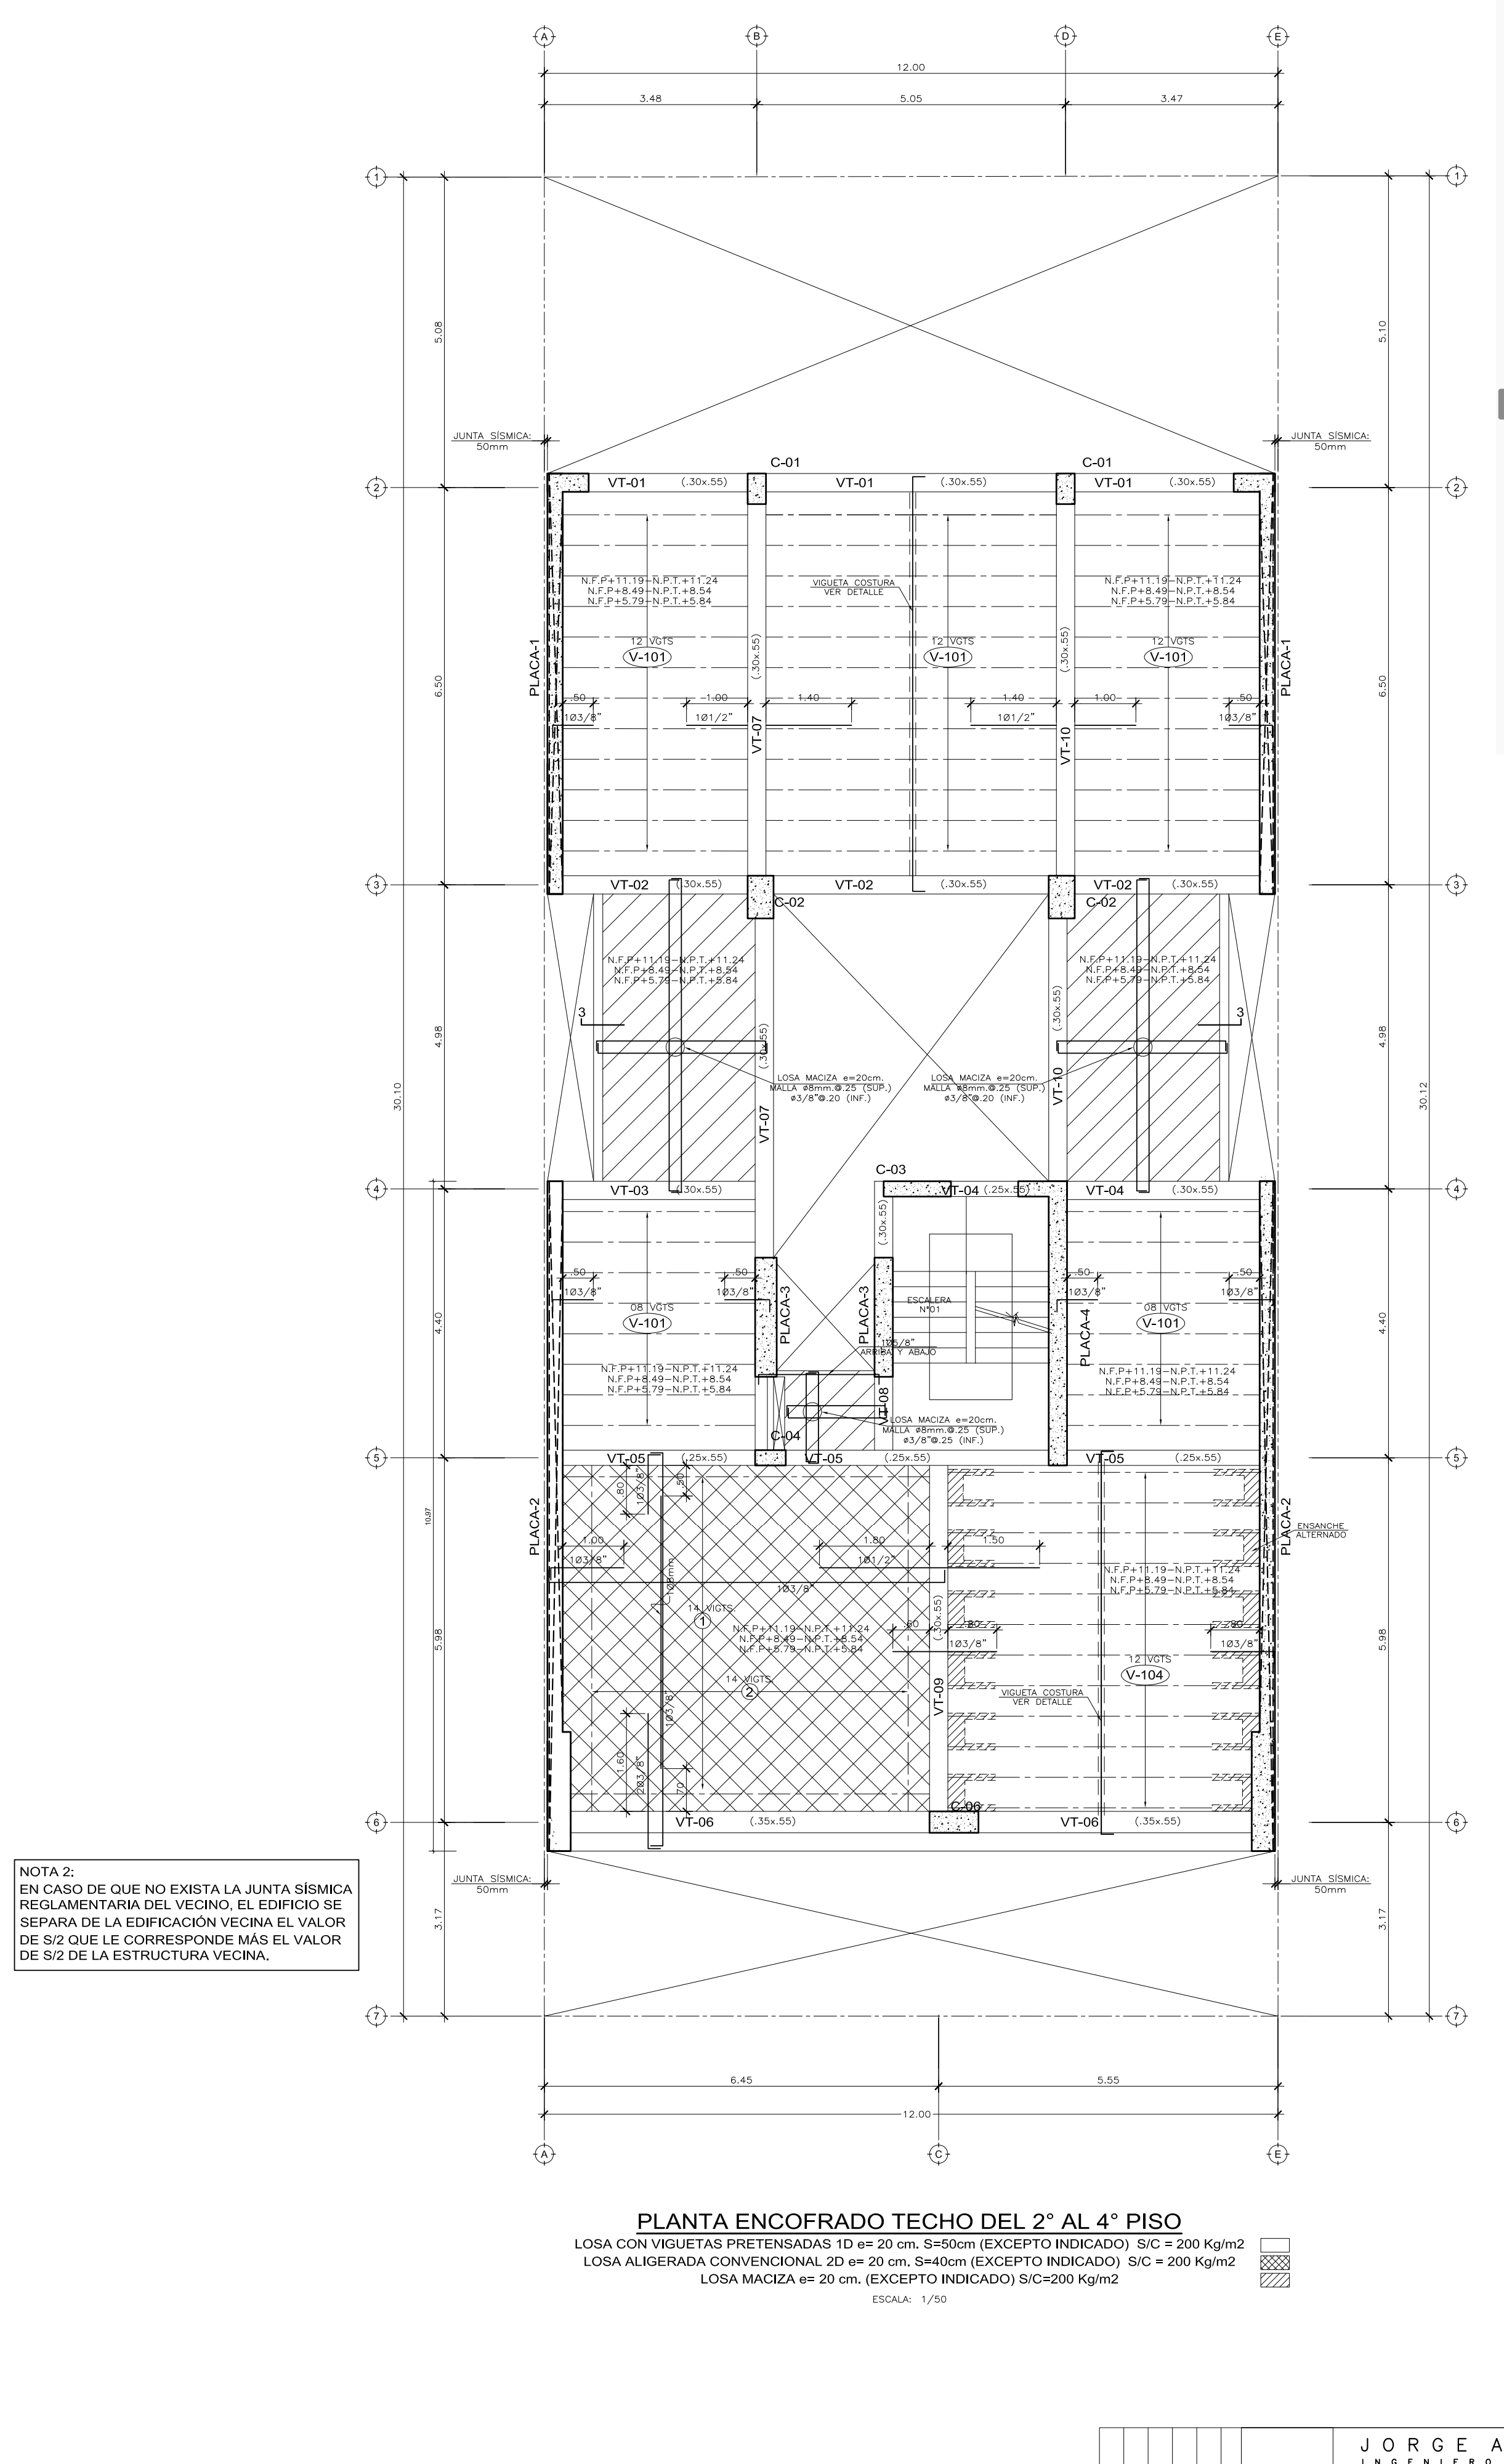 A
B
D
E
12.00
3.48
5.05
3.47
1
1
5.08
5.10
JUNTA SÍSMICA:
50mm
JUNTA SÍSMICA:
50mm
C-01
C-01
2
VT-01
(.30x.55)
VT-01
(.30x.55)
VT-01
(.30x.55)
2
N.F.P+11.19-N.P.T.+11.24
N.F.P+8.49-N.P.T.+8.54
N.F.P+5.79-N.P.T.+5.84
VIGUETA COSTURA
VER DETALLE
N.F.P+11.19-N.P.T.+11.24
N.F.P+8.49-N.P.T.+8.54
N.F.P+5.79-N.P.T.+5.84
PLACA-1
12 VGTS
V-101
(.30x.55)
12 VGTS
V-101
(.30x.55)
12 VGTS
V-101
PLACA-1
6.50
6.50
.50
1.00
1.40
1.40
1.00
.50
1Ø3/8"
1Ø1/2"
VT-07
1Ø1/2"
VT-10
1Ø3/8"
3
VT-02
(.30x.55)
VT-02
(.30x.55)
VT-02
(.30x.55)
3
C-02
C-02
N.F.P+11.19-N.P.T.+11.24
N.F.P+8.49-N.P.T.+8.54
N.F.P+5.79-N.P.T.+5.84
N.F.P+11.19-N.P.T.+11.24
N.F.P+8.49-N.P.T.+8.54
N.F.P+5.79-N.P.T.+5.84
3
(.30x.55)
(.30x.55)
3
4.98
4.98
30.10
30.12
LOSA MACIZA e=20cm.
MALLA ø8mm.@.25 (SUP.)
ø3/8"@.20 (INF.)
LOSA MACIZA e=20cm.
MALLA ø8mm.@.25 (SUP.)
ø3/8"@.20 (INF.)
VT-07
VT-10
C-03
4
VT-03
(.30x.55)
VT-04
(.25x.55)
VT-04
(.30x.55)
4
(.30x.55)
.50
.50
.50
.50
1Ø3/8"
1Ø3/8"
1Ø3/8"
1Ø3/8"
08 VGTS
V-101
PLACA-3
PLACA-3
ESCALERA
N°01
PLACA-4
08 VGTS
V-101
4.40
4.40
1Ø5/8"
ARRIBA Y ABAJO
N.F.P+11.19-N.P.T.+11.24
N.F.P+8.49-N.P.T.+8.54
N.F.P+5.79-N.P.T.+5.84
N.F.P+11.19-N.P.T.+11.24
N.F.P+8.49-N.P.T.+8.54
N.F.P+5.79-N.P.T.+5.84
VT-08
LOSA MACIZA e=20cm.
MALLA ø8mm.@.25 (SUP.)
ø3/8"@.25 (INF.)
C-04
5
VT-05
(.25x.55)
VT-05
(.25x.55)
VT-05
(.25x.55)
5
.80
1Ø3/8"
.50
10.97
PLACA-2
PLACA-2
ENSANCHE
ALTERNADO
1.00
1.80
1.50
1Ø3/8"
1Ø1/2"
1Ø8mm
1Ø3/8"
N.F.P+11.19-N.P.T.+11.24
N.F.P+8.49-N.P.T.+8.54
N.F.P+5.79-N.P.T.+5.84
14 VIGTS.
1
(.30x.55)
N.F.P+11.19-N.P.T.+11.24
N.F.P+8.49-N.P.T.+8.54
N.F.P+5.79-N.P.T.+5.84
.60
.80
.80
1Ø3/8"
1Ø3/8"
5.98
5.98
14 VIGTS.
2
12 VGTS
V-104
VT-09
VIGUETA COSTURA
VER DETALLE
1Ø3/8"
1.60
2Ø3/8"
.70
C-06
6
VT-06
(.35x.55)
VT-06
(.35x.55)
6
NOTA 2:
EN CASO DE QUE NO EXISTA LA JUNTA SÍSMICA
REGLAMENTARIA DEL VECINO, EL EDIFICIO SE
SEPARA DE LA EDIFICACIÓN VECINA EL VALOR
DE S/2 QUE LE CORRESPONDE MÁS EL VALOR
DE S/2 DE LA ESTRUCTURA VECINA.
JUNTA SÍSMICA:
50mm
JUNTA SÍSMICA:
50mm
3.17
3.17
7
7
6.45
5.55
12.00
A
C
E
PLANTA ENCOFRADO TECHO DEL 2° AL 4° PISO
LOSA CON VIGUETAS PRETENSADAS 1D e= 20 cm. S=50cm (EXCEPTO INDICADO) S/C = 200 Kg/m2
LOSA ALIGERADA CONVENCIONAL 2D e= 20 cm. S=40cm (EXCEPTO INDICADO) S/C = 200 Kg/m2
LOSA MACIZA e= 20 cm. (EXCEPTO INDICADO) S/C=200 Kg/m2
ESCALA: 1/50
JORGE A
INGENIERO